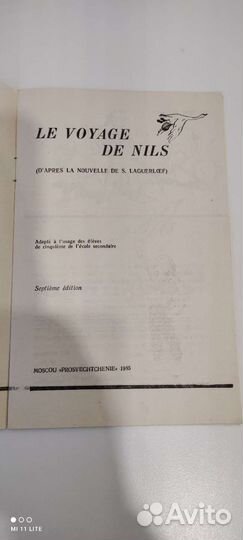 LE VOYAGE
DE NILS
(D'APRES LA NOUVELLE DE S. LAGUERLŒF)
Adapté à l'usage des élèves
de cinquième de l'école secondaire
Septième édition
MOSCOU «PROSVECHTCHENIE» 1985
MI 11 LITE
Avito